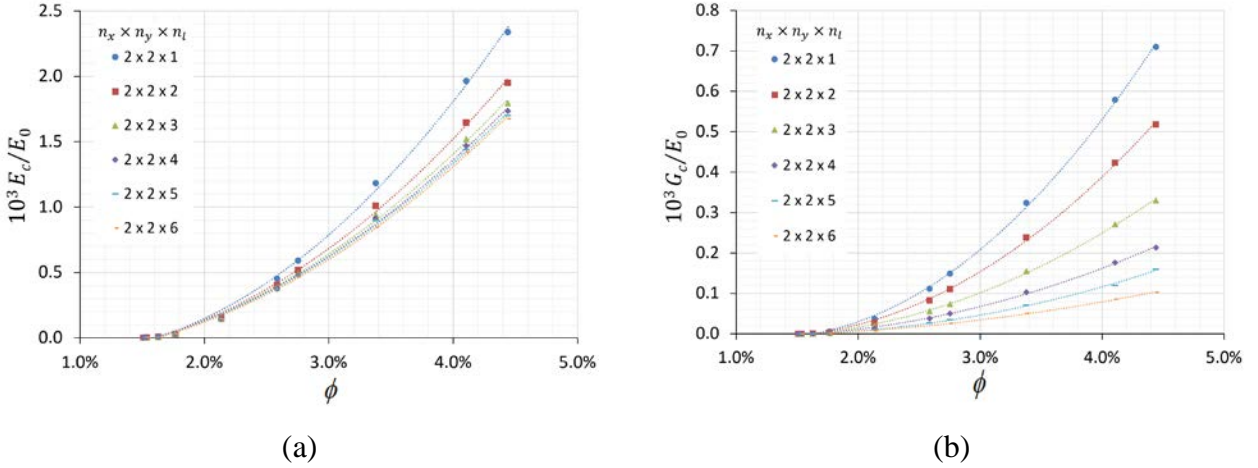 10³ E_c/E_0
3.0
2.5
2.0
1.5
1.0
0.5
0.0
n_x × n_y × n_l
2 x 2 x 1
2 x 2 x 2
2 x 2 x 3
2 x 2 x 4
2 x 2 x 5
2 x 2 x 6
1.0% 2.0% 3.0% 4.0% 5.0%
ϕ
(a)
10³ G_c/E_0
0.8
0.7
0.6
0.5
0.4
0.3
0.2
0.1
0.0
n_x × n_y × n_l
2 x 2 x 1
2 x 2 x 2
2 x 2 x 3
2 x 2 x 4
2 x 2 x 5
2 x 2 x 6
1.0% 2.0% 3.0% 4.0% 5.0%
ϕ
(b)